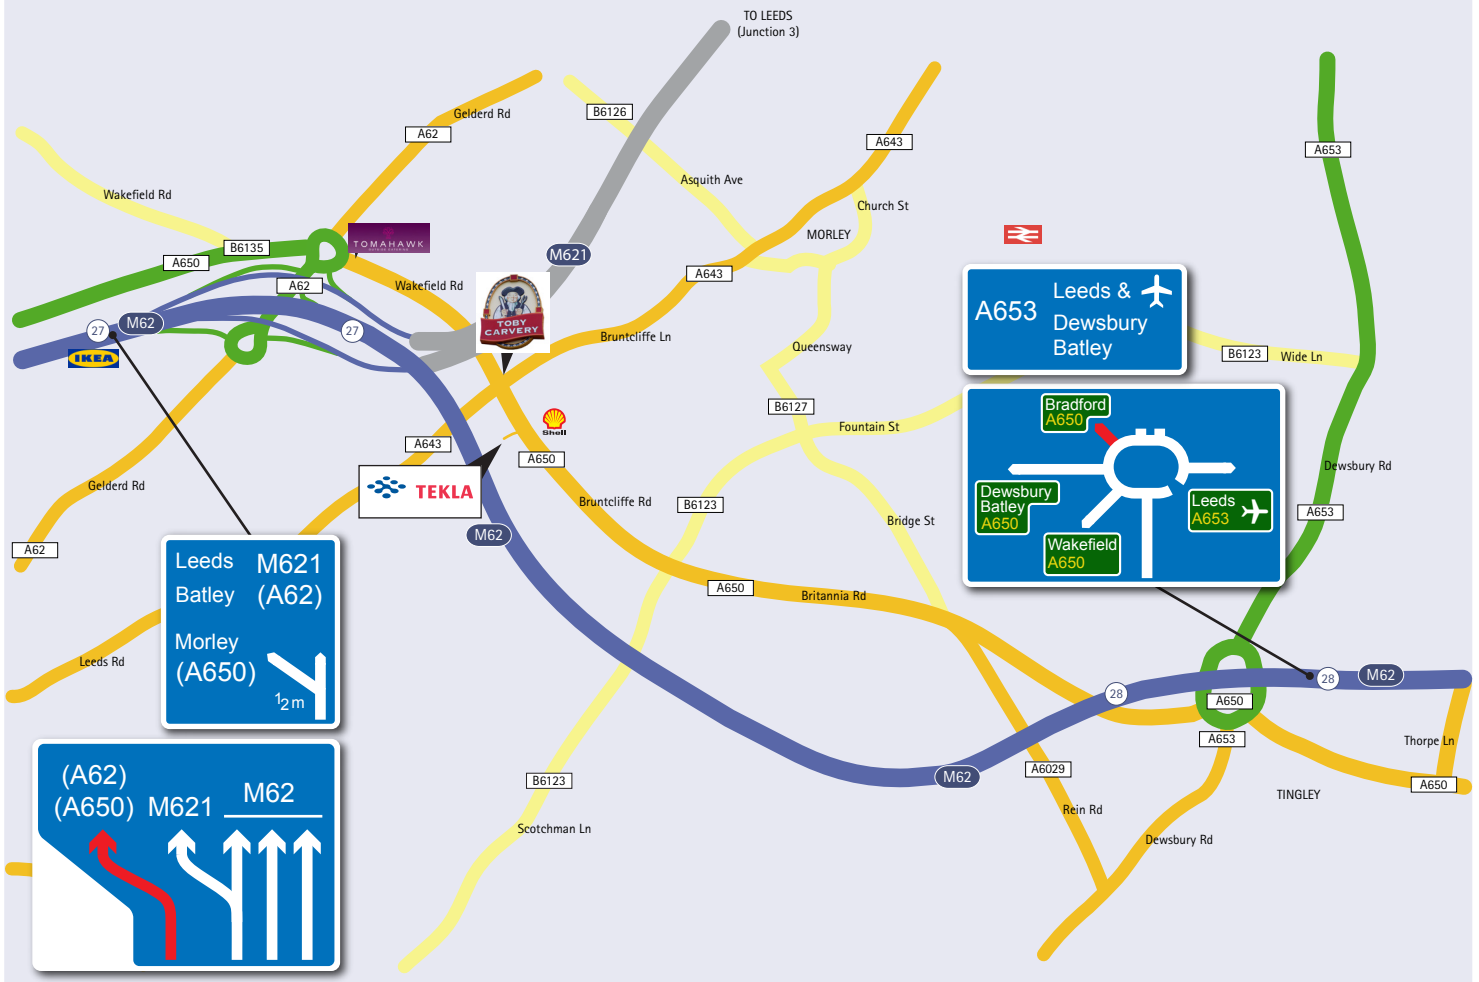 TO LEEDS
(Junction 3)
Gelderd Rd
A62
B6126
A643
A653
Asquith Ave
Wakefield Rd
Church St
MORLEY
B6135
TOMAHAWK
A650
M621
A643
A62
Wakefield Rd
27
M62
27
IKEA
TOBY
CARVERY
Bruntcliffe Ln
Queensway
A653
Leeds &
Dewsbury
Batley
B6123
Wide Ln
B6127
Fountain St
Shell
A643
A650
TEKLA
Bradford
A650
Dewsbury
Batley
A650
Leeds
A653
Wakefield
A650
Dewsbury Rd
A653
Gelderd Rd
A62
Bruntcliffe Rd
B6123
Bridge St
M62
Leeds
M621
Batley
(A62)
Morley
(A650)
½m
A650
Britannia Rd
Leeds Rd
28
28
M62
A650
A653
Thorpe Ln
A650
M62
A6029
TINGLEY
Rein Rd
Dewsbury Rd
B6123
Scotchman Ln
(A62)
(A650)
M621
M62